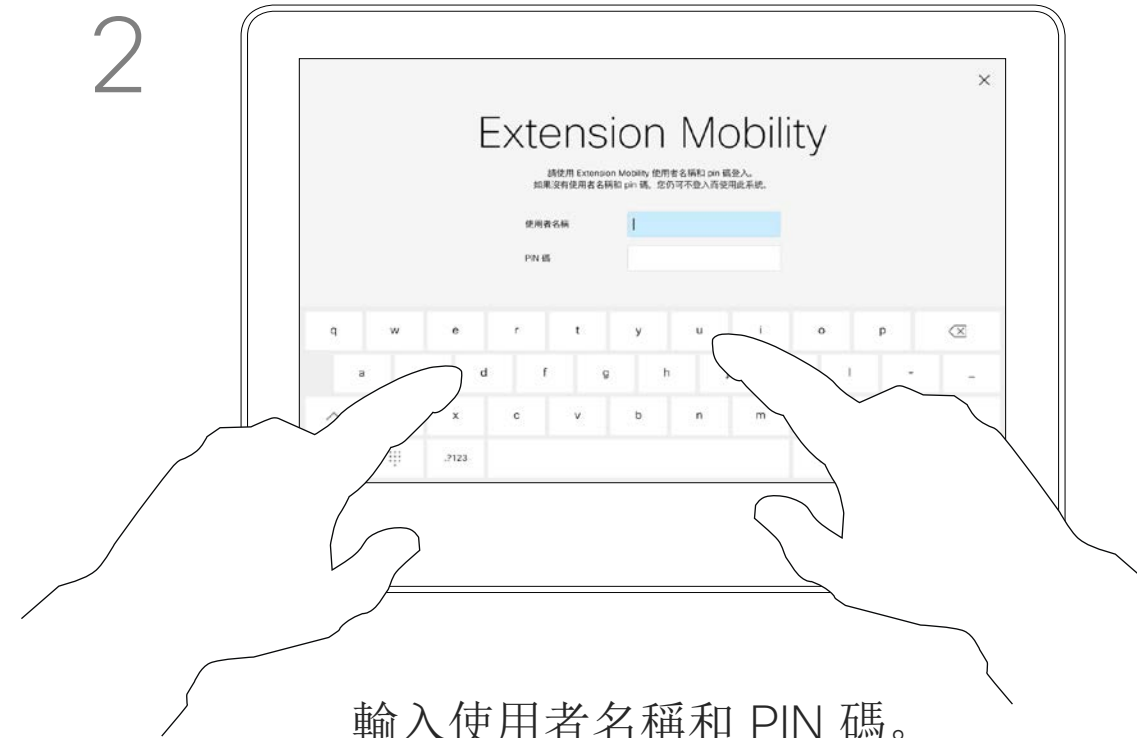 2
Extension Mobility
請使用 Extension Mobility 使用者名稱和 pin 碼登入。
如果沒有使用者名稱和 pin 碼，您仍可不登入而使用此系統。
使用者名稱
PIN 碼
q w e r t y u i o p
a d f g h l - _
x c v b n m
.?123
輸入使用者名稱和 PIN 碼。